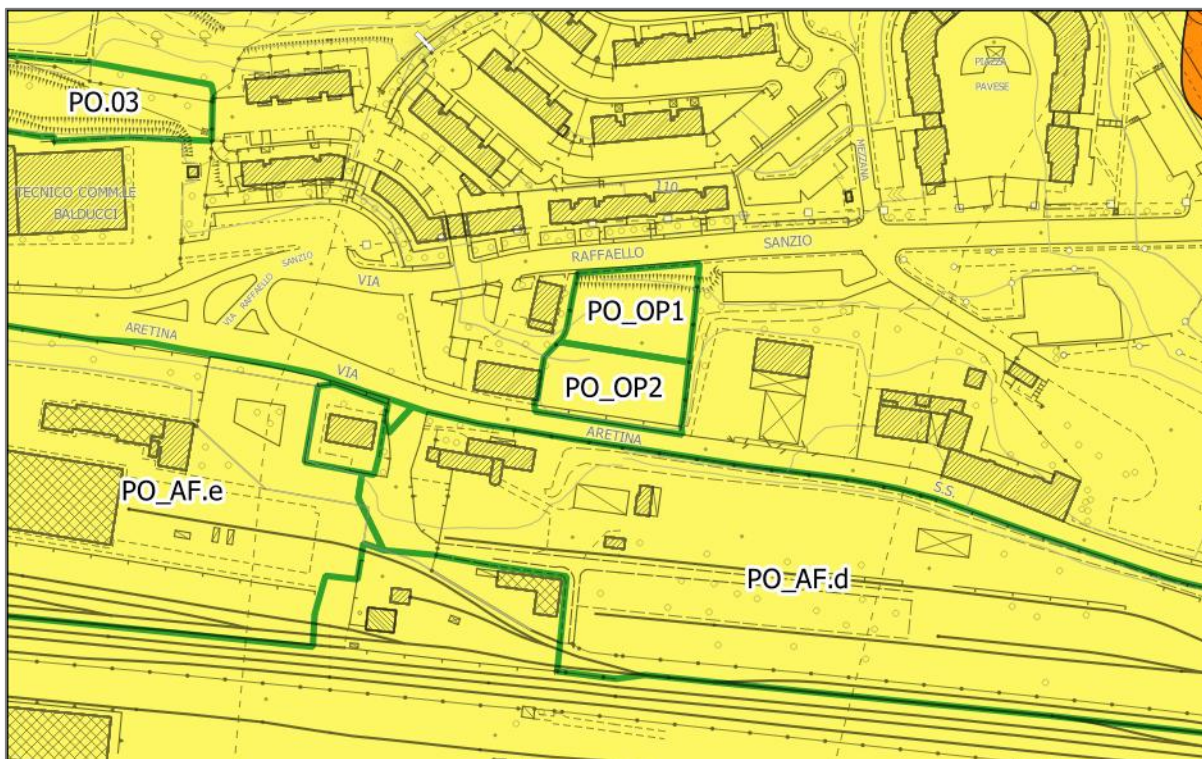 PIAZZA
PAVESE
PO.03
TECNICO COMM.LE
BALDUCCI
MEZZANA
110
RAFFAELLO
SANZIO
VIA
VIA RAFFAELLO
SANZIO
PO_OP1
ARETINA
VIA
PO_OP2
ARETINA
S.S.
PO_AF.e
PO_AF.d